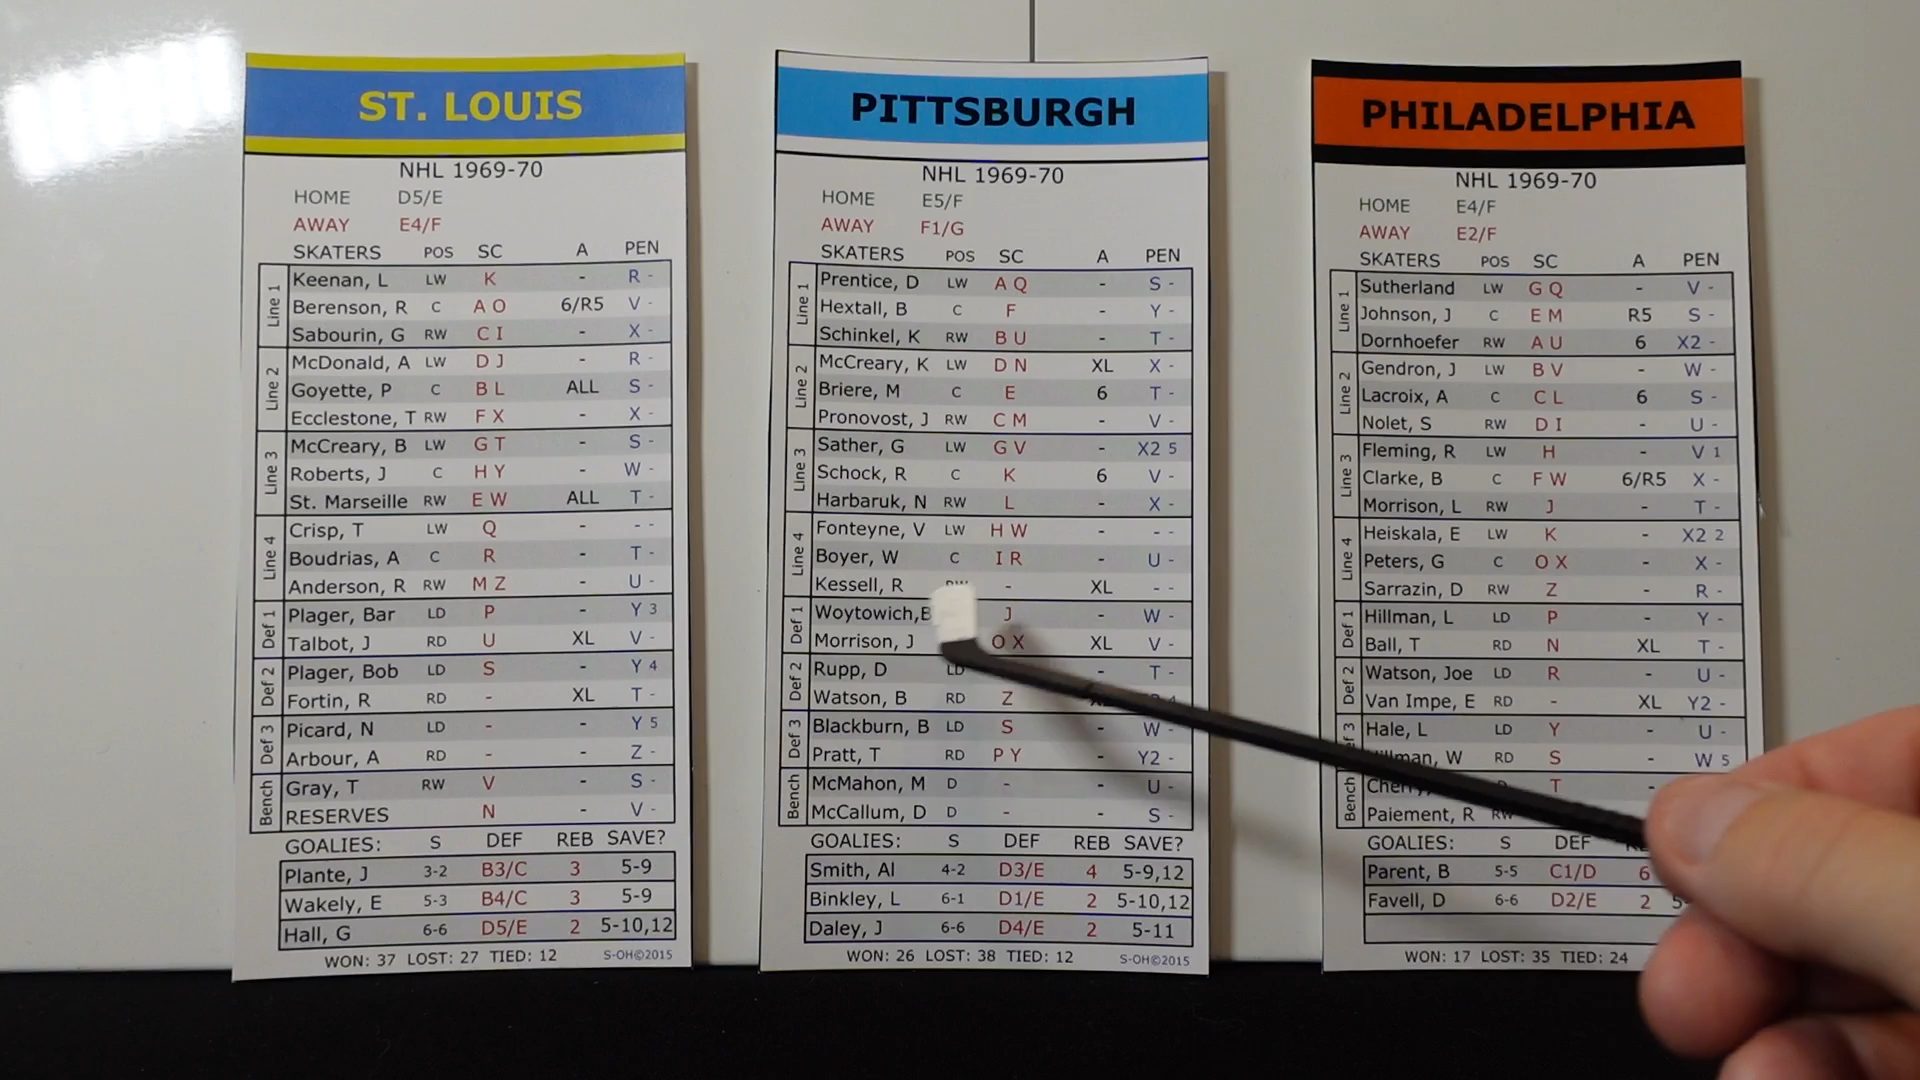 ST. LOUIS
NHL 1969-70
HOME D5/E
AWAY E4/F
SKATERS POS SC A PEN
Line 1
Keenan, L LW K - R -
Berenson, R C A O 6/R5 V -
Sabourin, G RW C I - X -
Line 2
McDonald, A LW D J - R -
Goyette, P C B L ALL S -
Ecclestone, T RW F X - X -
Line 3
McCreary, B LW G T - S -
Roberts, J C H Y - W -
St. Marseille RW E W ALL T -
Line 4
Crisp, T LW Q - - -
Boudrias, A C R - T -
Anderson, R RW M Z - U -
Def 1
Plager, Bar LD P - Y 3
Talbot, J RD U XL V -
Def 2
Plager, Bob LD S - Y 4
Fortin, R RD - XL T -
Def 3
Picard, N LD - - Y 5
Arbour, A RD - - Z -
Bench
Gray, T RW V - S -
RESERVES N - V -
GOALIES: S DEF REB SAVE?
Plante, J 3-2 B3/C 3 5-9
Wakely, E 5-3 B4/C 3 5-9
Hall, G 6-6 D5/E 2 5-10,12
WON: 37 LOST: 27 TIED: 12 S-OH©2015
PITTSBURGH
NHL 1969-70
HOME E5/F
AWAY F1/G
SKATERS POS SC A PEN
Line 1
Prentice, D LW A Q - S -
Hextall, B C F - Y -
Schinkel, K RW B U - T -
Line 2
McCreary, K LW D N XL X -
Briere, M C E 6 T -
Pronovost, J RW C M - V -
Line 3
Sather, G LW G V - X2 5
Schock, R C K 6 V -
Harbaruk, N RW L - X -
Line 4
Fonteyne, V LW H W - - -
Boyer, W C I R - U -
Kessell, R RW - XL - -
Def 1
Woytowich,B J - W -
Morrison, J O X XL V -
Def 2
Rupp, D LD - T -
Watson, B RD Z
Def 3
Blackburn, B LD S - W -
Pratt, T RD P Y - Y2 -
Bench
McMahon, M D - - U -
McCallum, D D - - S -
GOALIES: S DEF REB SAVE?
Smith, Al 4-2 D3/E 4 5-9,12
Binkley, L 6-1 D1/E 2 5-10,12
Daley, J 6-6 D4/E 2 5-11
WON: 26 LOST: 38 TIED: 12 S-OH©2015
PHILADELPHIA
NHL 1969-70
HOME E4/F
AWAY E2/F
SKATERS POS SC A PEN
Line 1
Sutherland LW G Q - V -
Johnson, J C E M R5 S -
Dornhoefer RW A U 6 X2 -
Line 2
Gendron, J LW B V - W -
Lacroix, A C C L 6 S -
Nolet, S RW D I - U -
Line 3
Fleming, R LW H - V 1
Clarke, B C F W 6/R5 X -
Morrison, L RW J - T -
Line 4
Heiskala, E LW K - X2 2
Peters, G C O X - X -
Sarrazin, D RW Z - R -
Def 1
Hillman, L LD P - Y -
Ball, T RD N XL T -
Def 2
Watson, Joe LD R - U -
Van Impe, E RD - XL Y2 -
Hale, L LD Y - U -
Hillman, W RD S - W 5
Bench
Cherry, T -
Paiement, R RW
GOALIES: S DEF
Parent, B 5-5 C1/D 6
Favell, D 6-6 D2/E 2
WON: 17 LOST: 35 TIED: 24